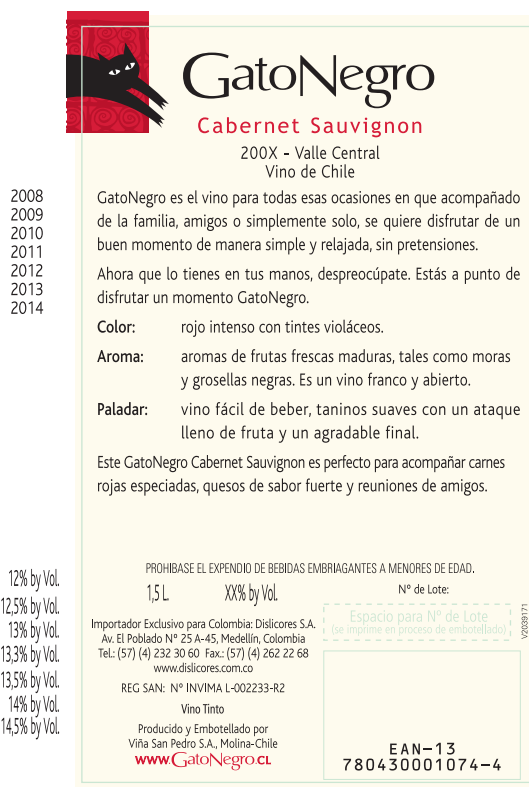 GatoNegro
Cabernet Sauvignon
200X - Valle Central
Vino de Chile
2008
2009
2010
2011
2012
2013
2014
GatoNegro es el vino para todas esas ocasiones en que acompañado
de la familia, amigos o simplemente solo, se quiere disfrutar de un
buen momento de manera simple y relajada, sin pretensiones.
Ahora que lo tienes en tus manos, despreocúpate. Estás a punto de
disfrutar un momento GatoNegro.
Color: rojo intenso con tintes violáceos.
Aroma: aromas de frutas frescas maduras, tales como moras
y grosellas negras. Es un vino franco y abierto.
Paladar: vino fácil de beber, taninos suaves con un ataque
lleno de fruta y un agradable final.
Este GatoNegro Cabernet Sauvignon es perfecto para acompañar carnes
rojas especiadas, quesos de sabor fuerte y reuniones de amigos.
12% by Vol.
12,5% by Vol.
13% by Vol.
13,3% by Vol.
13,5% by Vol.
14% by Vol.
14,5% by Vol.
PROHIBASE EL EXPENDIO DE BEBIDAS EMBRIAGANTES A MENORES DE EDAD.
1,5 L. XX% by Vol. Nº de Lote:
Espacio para Nº de Lote
(se imprime en proceso de embotellado)
V2039171
Importador Exclusivo para Colombia: Dislicores S.A.
Av. El Poblado Nº 25 A-45, Medellín, Colombia
Tel.: (57) (4) 232 30 60 Fax.: (57) (4) 262 22 68
www.dislicores.com.co
REG SAN: Nº INVIMA L-002233-R2
Vino Tinto
Producido y Embotellado por
Viña San Pedro S.A., Molina-Chile
www.GatoNegro.CL
EAN-13
780430001074-4